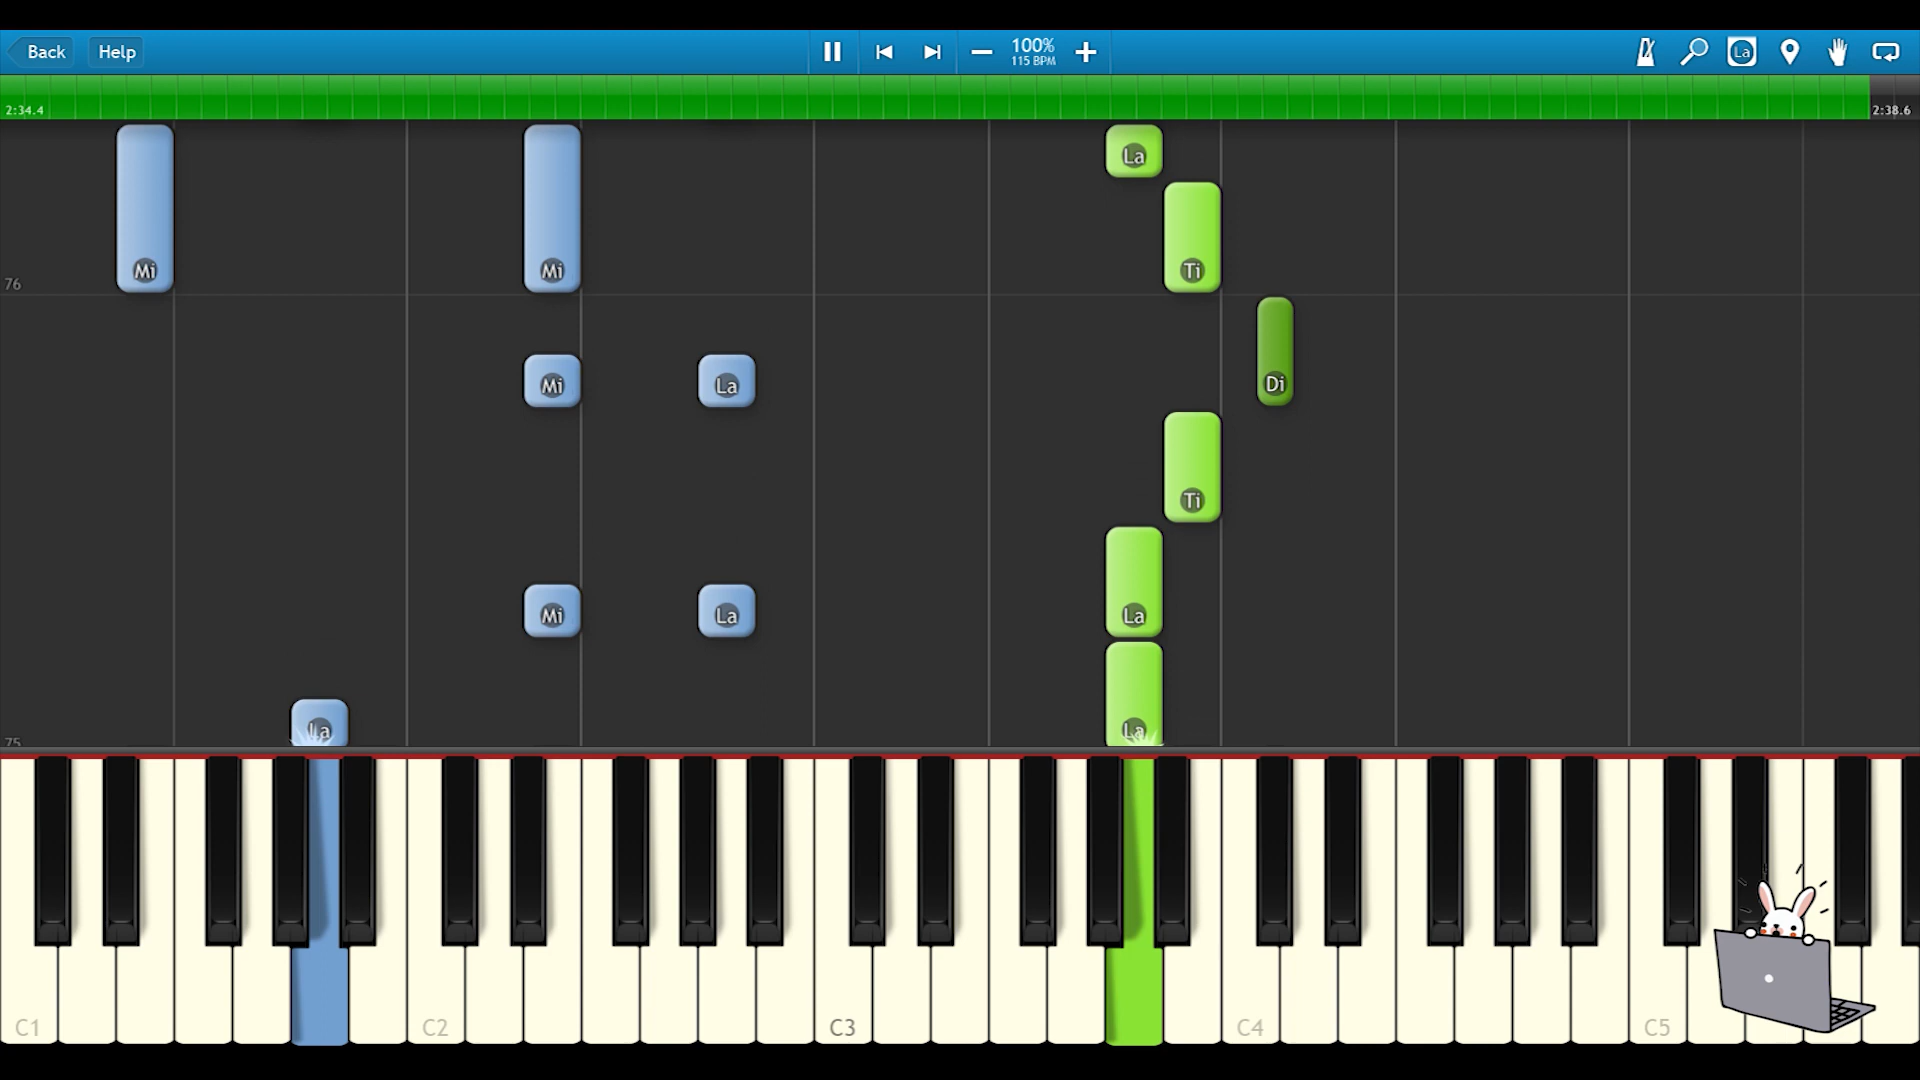 Back Help 100% La
115 BPM
2:34.4 2:38.6
La
Mi Mi Ti
76
Mi La Di
Ti
Mi La La
La La
75
C1 C2 C3 C4 C5